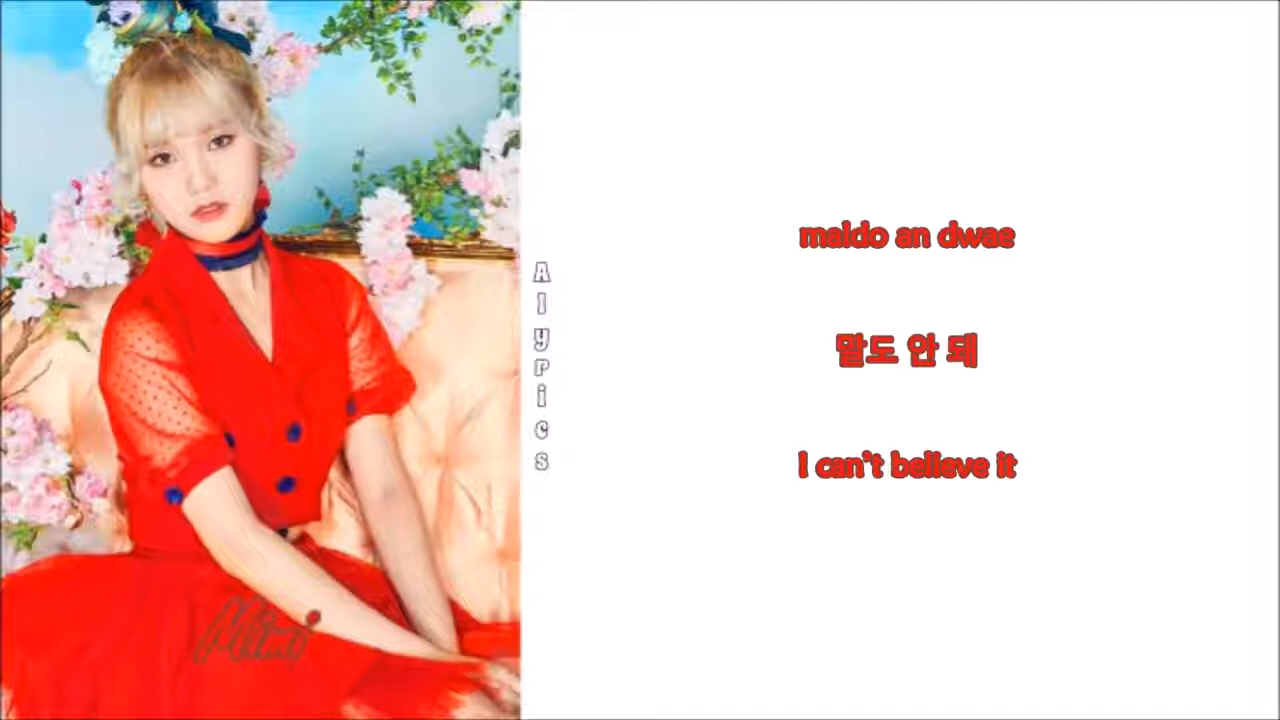 Alyrics
maldo an dwae
말도 안 돼
I can't believe it
Mimi